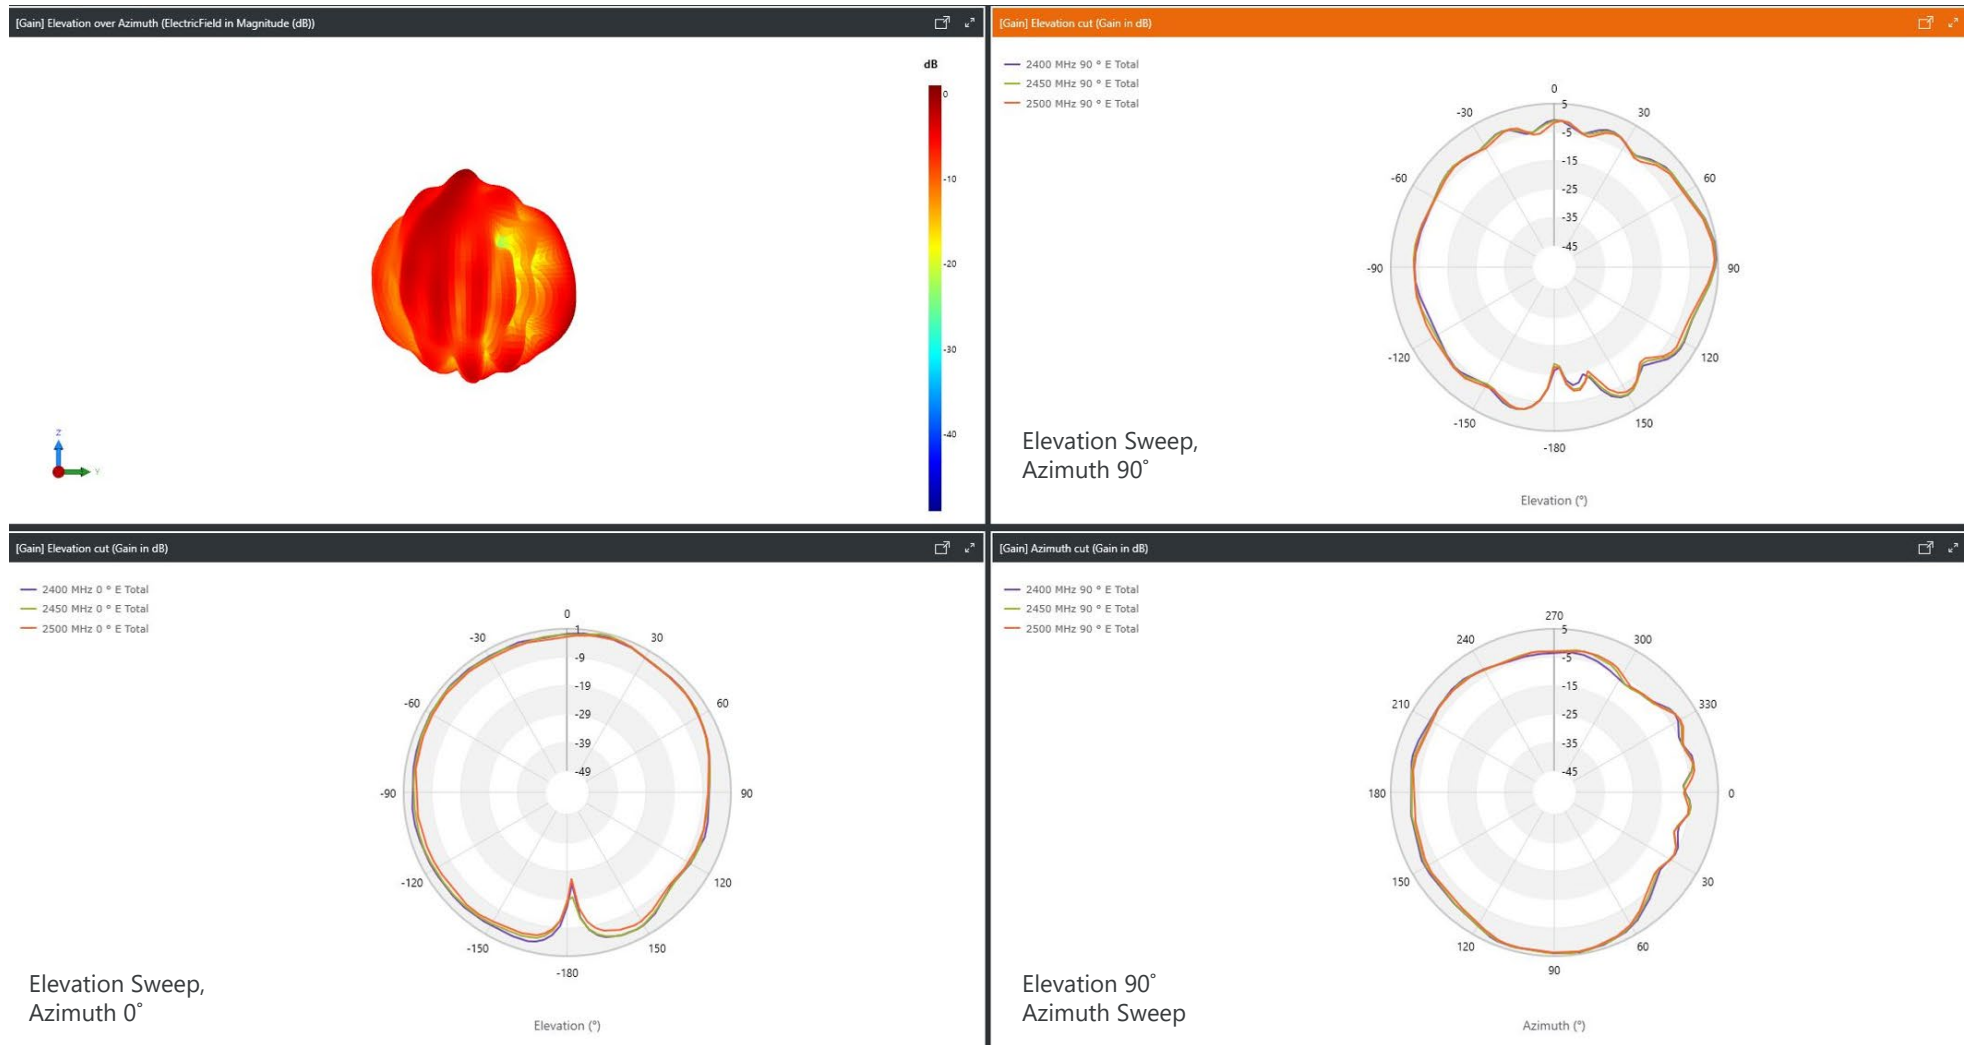 [Gain] Elevation over Azimuth (ElectricField in Magnitude (dB))
dB
0
-10
-20
-30
-40
Z
Y
[Gain] Elevation cut (Gain in dB)
2400 MHz 90 ° E Total
2450 MHz 90 ° E Total
2500 MHz 90 ° E Total
0
5
-30
30
-5
-15
-60
60
-25
-35
-45
-90
90
-120
120
-150
150
-180
Elevation Sweep,
Azimuth 90°
Elevation (°)
[Gain] Elevation cut (Gain in dB)
2400 MHz 0 ° E Total
2450 MHz 0 ° E Total
2500 MHz 0 ° E Total
0
1
-30
30
-9
-19
-60
60
-29
-39
-49
-90
90
-120
120
-150
150
-180
Elevation Sweep,
Azimuth 0°
Elevation (°)
[Gain] Azimuth cut (Gain in dB)
2400 MHz 90 ° E Total
2450 MHz 90 ° E Total
2500 MHz 90 ° E Total
270
5
240
300
-5
-15
210
330
-25
-35
-45
180
0
150
30
120
60
90
Elevation 90°
Azimuth Sweep
Azimuth (°)